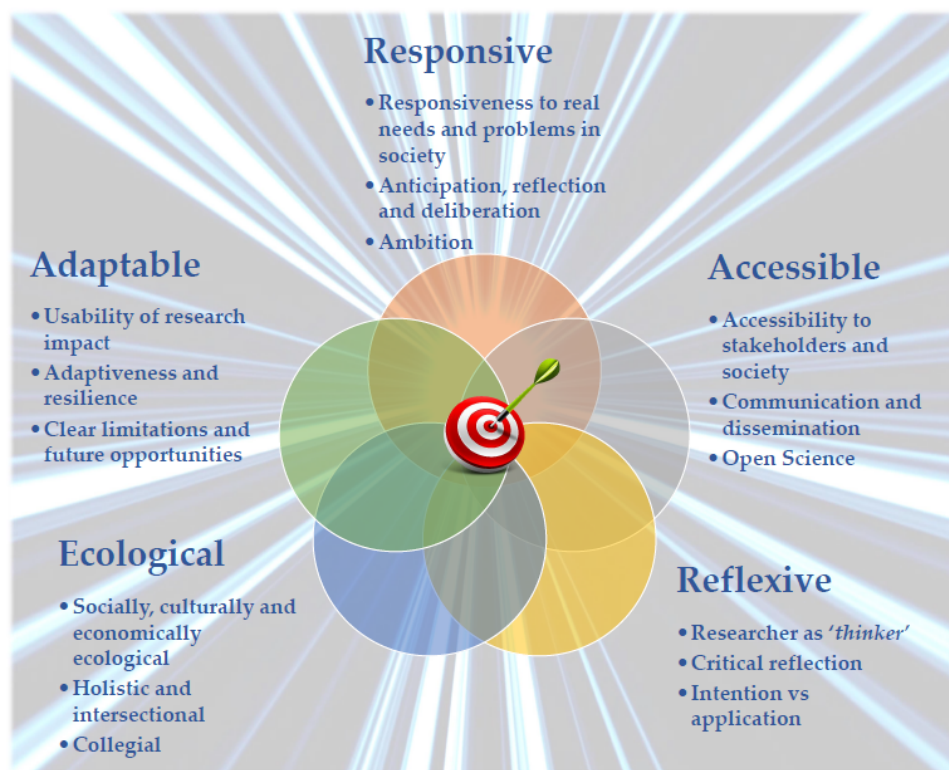 Responsive
• Responsiveness to real
needs and problems in
society
• Anticipation, reflection
and deliberation
• Ambition
Adaptable
• Usability of research
impact
• Adaptiveness and
resilience
• Clear limitations and
future opportunities
Accessible
• Accessibility to
stakeholders and
society
• Communication and
dissemination
• Open Science
Ecological
• Socially, culturally and
economically
ecological
• Holistic and
intersectional
• Collegial
Reflexive
• Researcher as ‘thinker’
• Critical reflection
• Intention vs
application